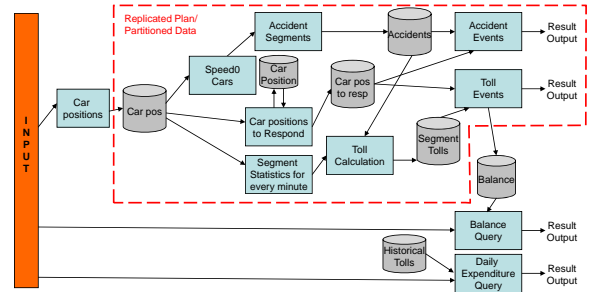 Replicated Plan/
Partitioned Data
Accident
Segments
Accidents
Accident
Events
Result
Output
Speed0
Cars
Car
Position
Car pos
to resp
Toll
Events
Result
Output
INPUT
Car
positions
Car pos
Car positions
to Respond
Segment
Statistics for
every minute
Toll
Calculation
Segment
Tolls
Balance
Balance
Query
Result
Output
Historical
Tolls
Daily
Expenditure
Query
Result
Output